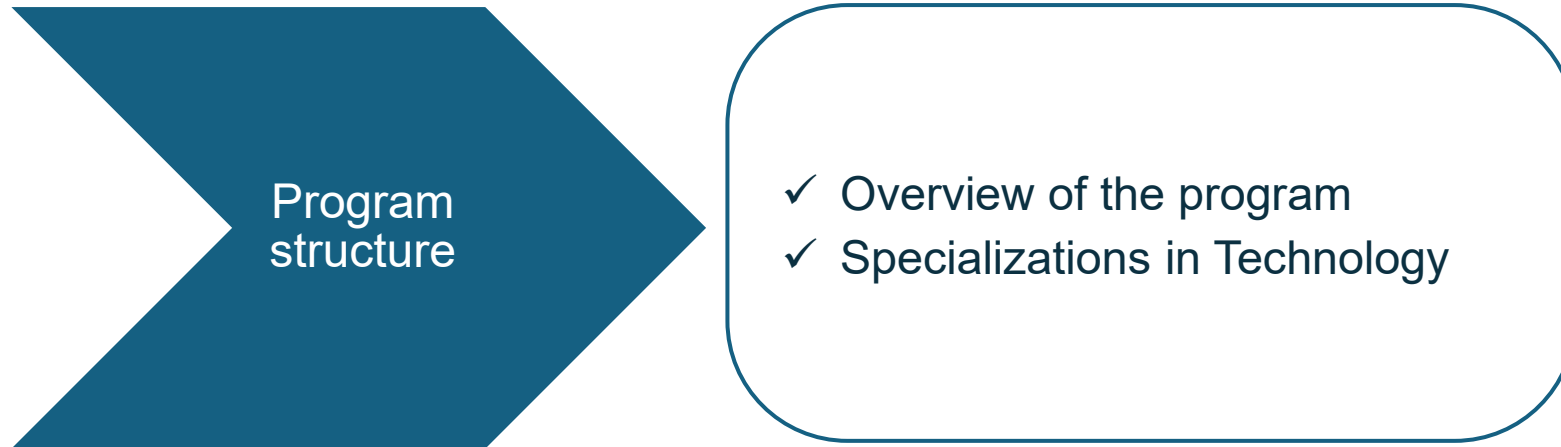 Program
structure
✓ Overview of the program
✓ Specializations in Technology